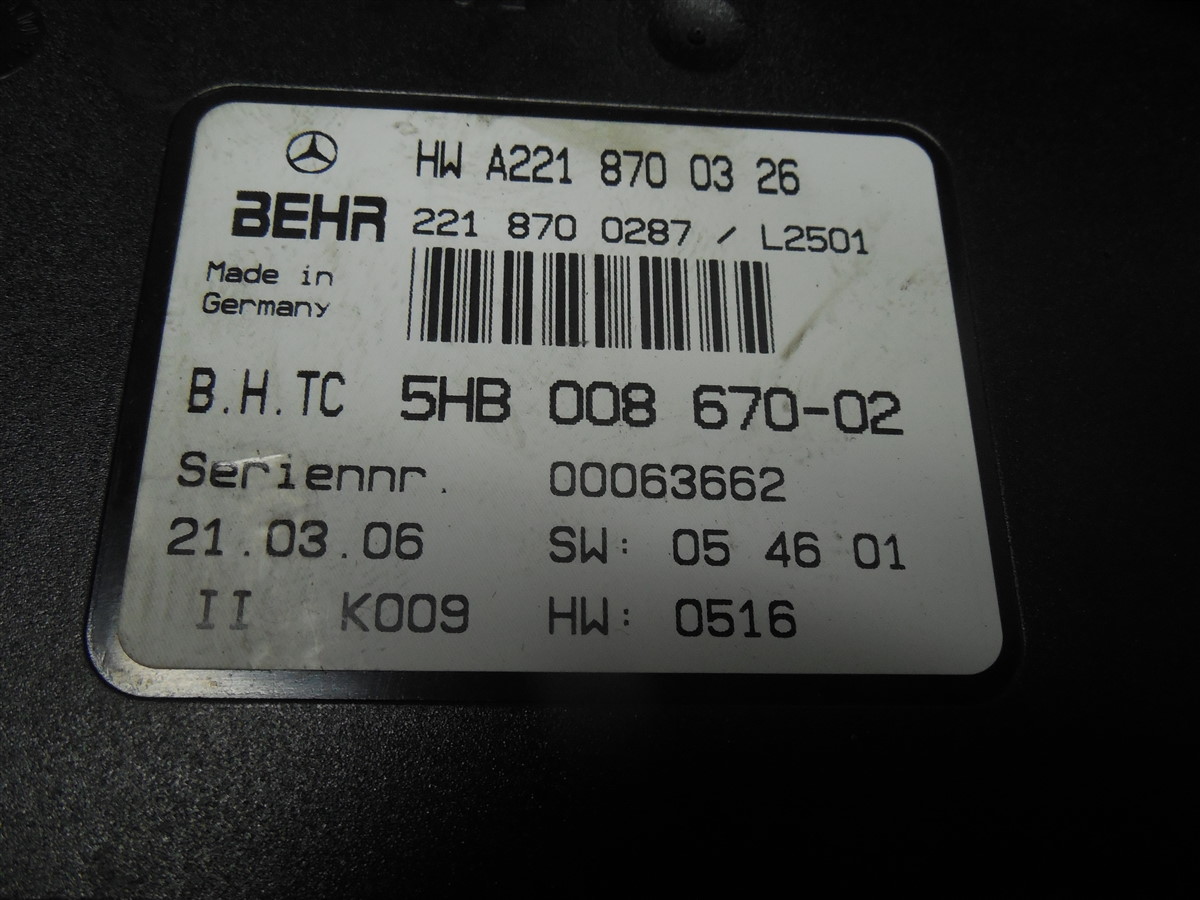 HW A221 870 03 26
BEHR 221 870 0287 / L2501
Made in
Germany
B.H.TC 5HB 008 670-02
Seriennr. 00063662
21.03.06 SW: 05 46 01
II K009 HW: 0516